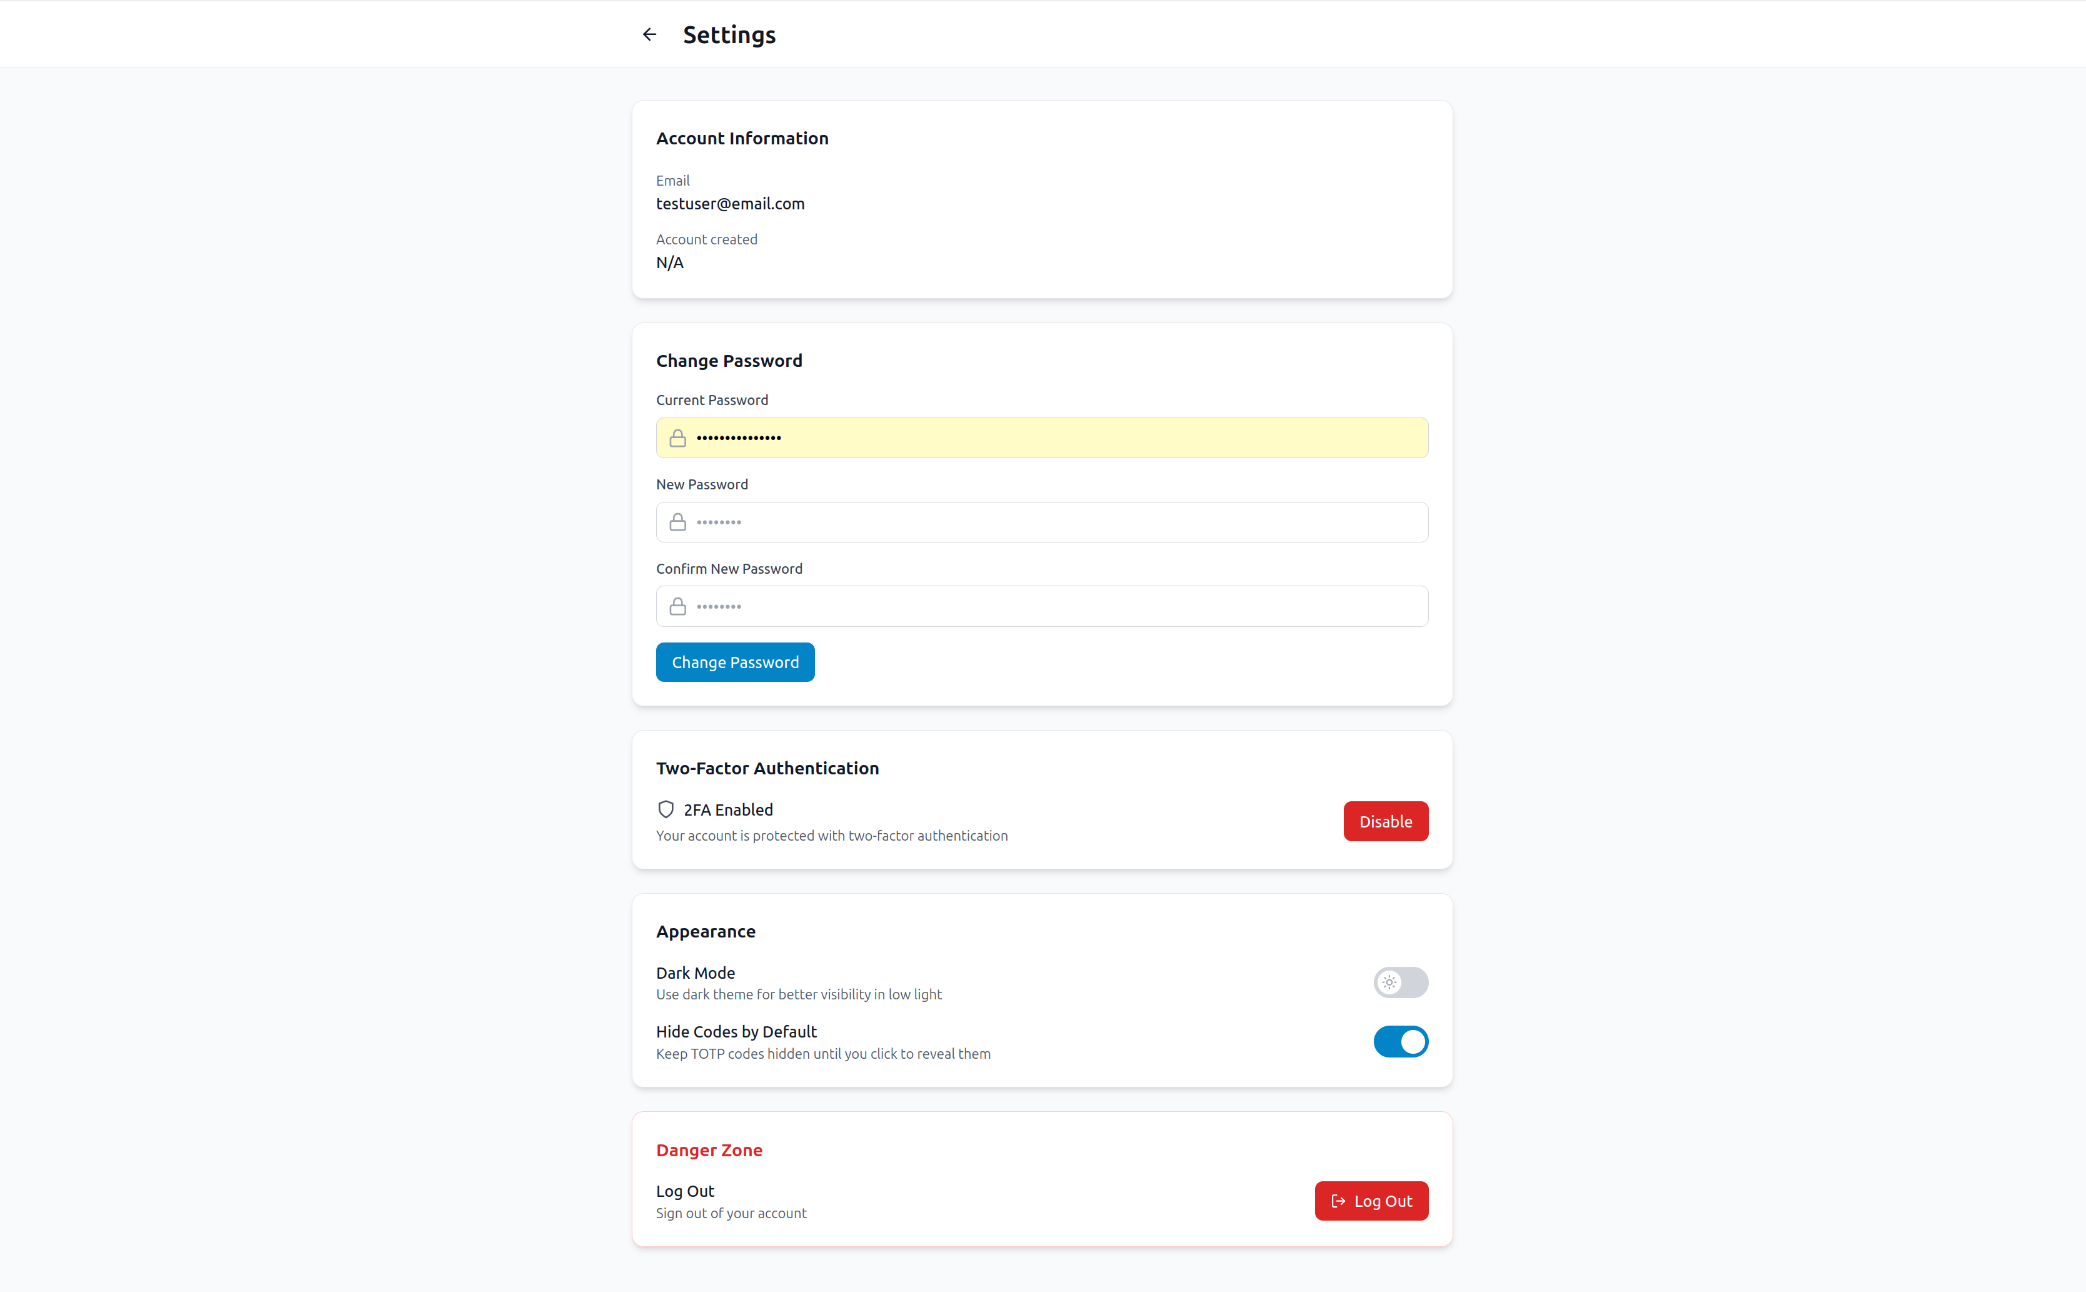 Settings
Account Information
Email
testuser@email.com
Account created
N/A
Change Password
Current Password
•••••••••••••••
New Password
••••••••
Confirm New Password
••••••••
Change Password
Two-Factor Authentication
2FA Enabled
Your account is protected with two-factor authentication
Disable
Appearance
Dark Mode
Use dark theme for better visibility in low light
Hide Codes by Default
Keep TOTP codes hidden until you click to reveal them
Danger Zone
Log Out
Sign out of your account
Log Out